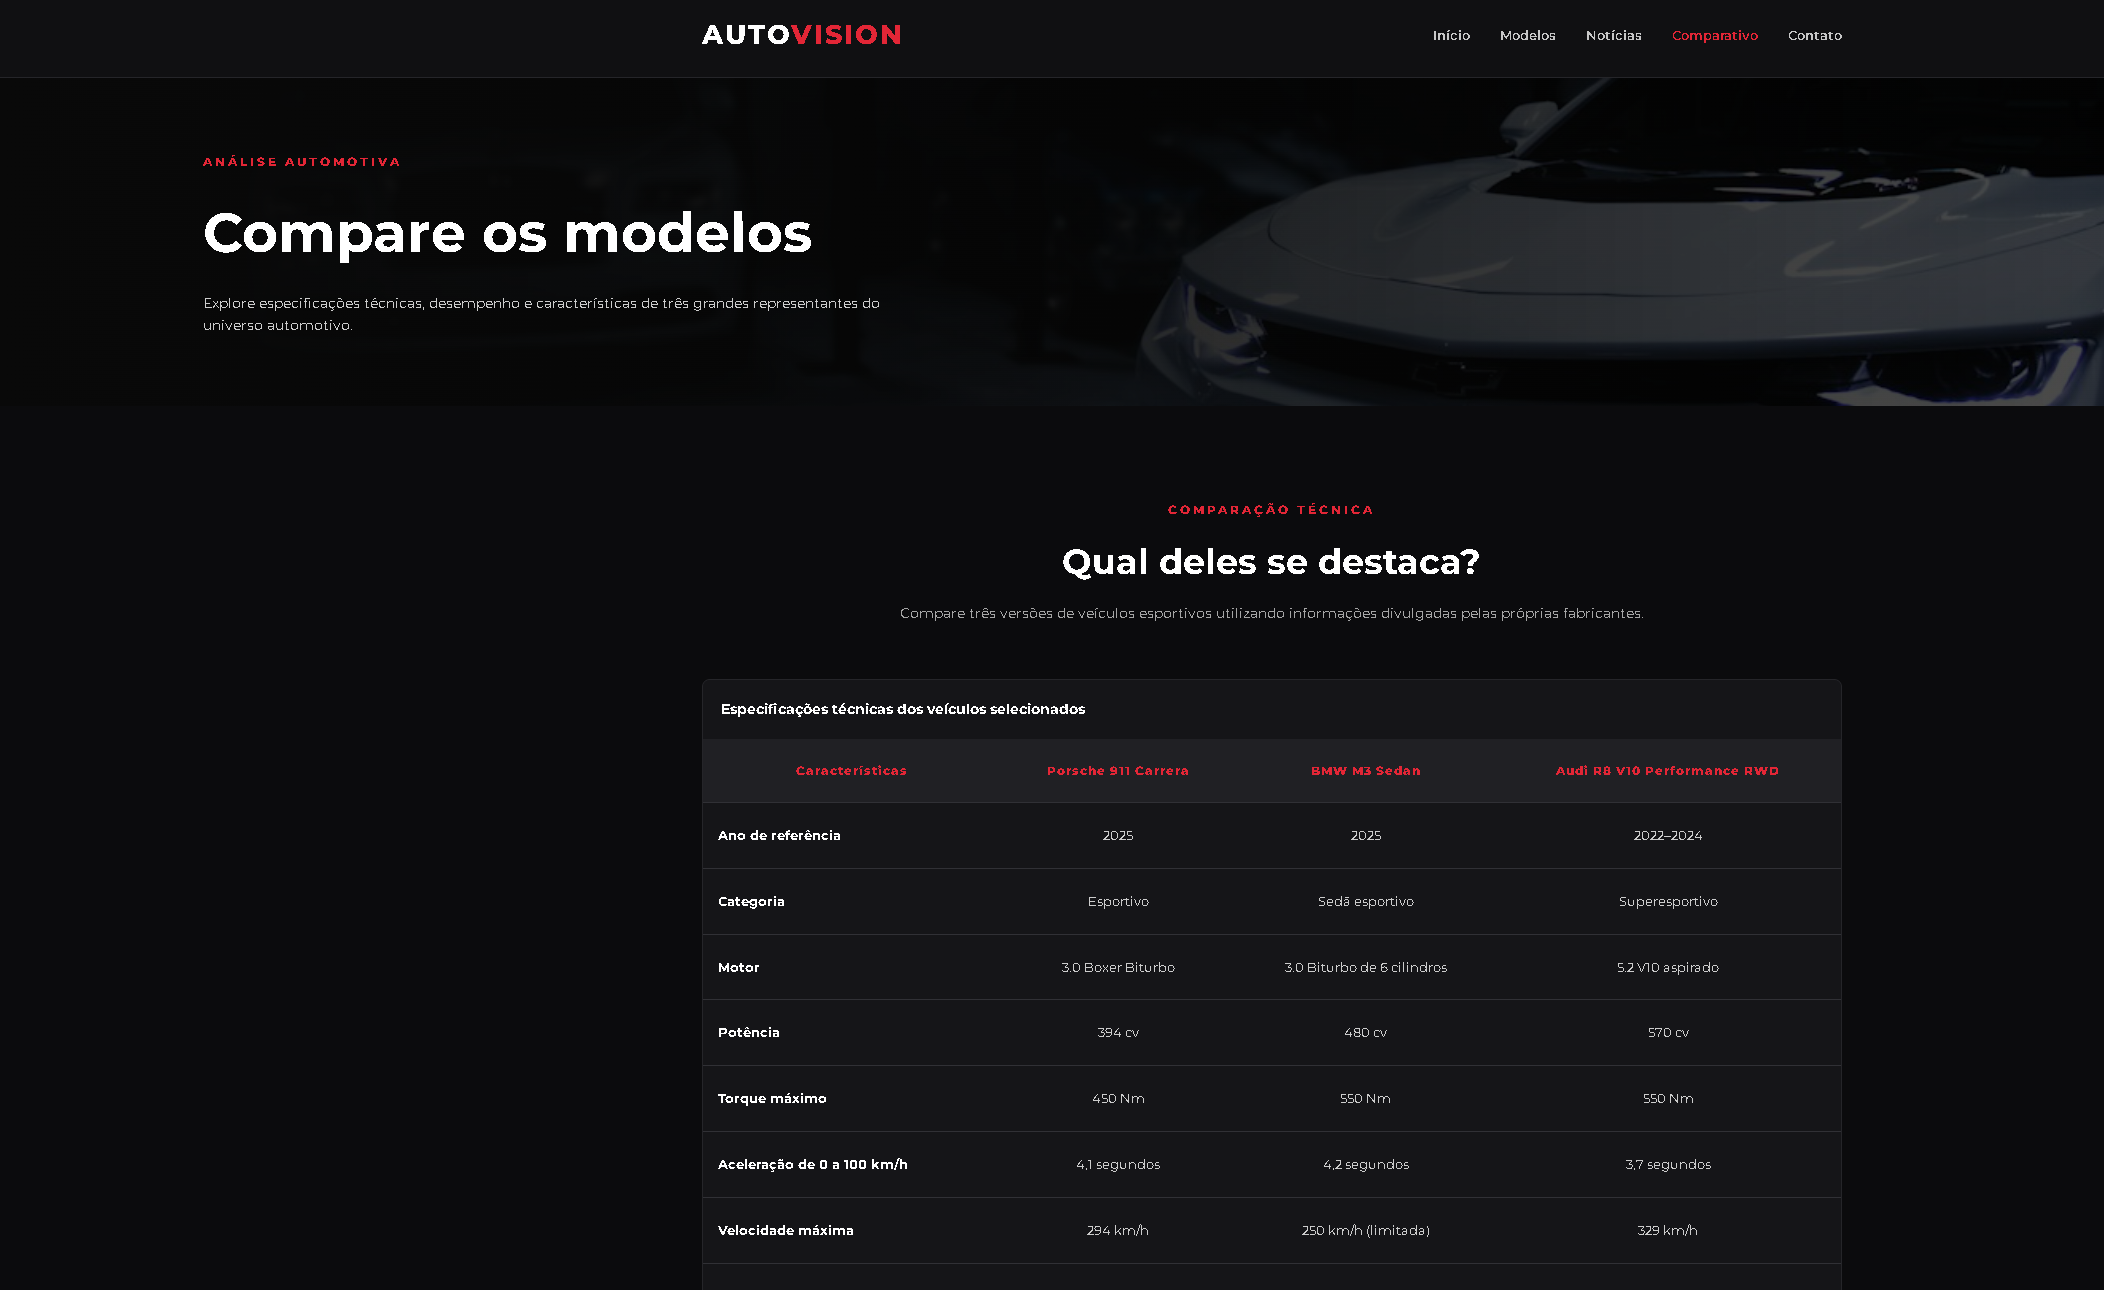 AUTOVISION
Início Modelos Notícias Comparativo Contato
ANÁLISE AUTOMOTIVA
Compare os modelos
Explore especificações técnicas, desempenho e características de três grandes representantes do
universo automotivo.
COMPARAÇÃO TÉCNICA
Qual deles se destaca?
Compare três versões de veículos esportivos utilizando informações divulgadas pelas próprias fabricantes.
Especificações técnicas dos veículos selecionados
Características Porsche 911 Carrera BMW M3 Sedan Audi R8 V10 Performance RWD
Ano de referência 2025 2025 2022–2024
Categoria Esportivo Sedã esportivo Superesportivo
Motor 3.0 Boxer Biturbo 3.0 Biturbo de 6 cilindros 5.2 V10 aspirado
Potência 394 cv 480 cv 570 cv
Torque máximo 450 Nm 550 Nm 550 Nm
Aceleração de 0 a 100 km/h 4,1 segundos 4,2 segundos 3,7 segundos
Velocidade máxima 294 km/h 250 km/h (limitada) 329 km/h